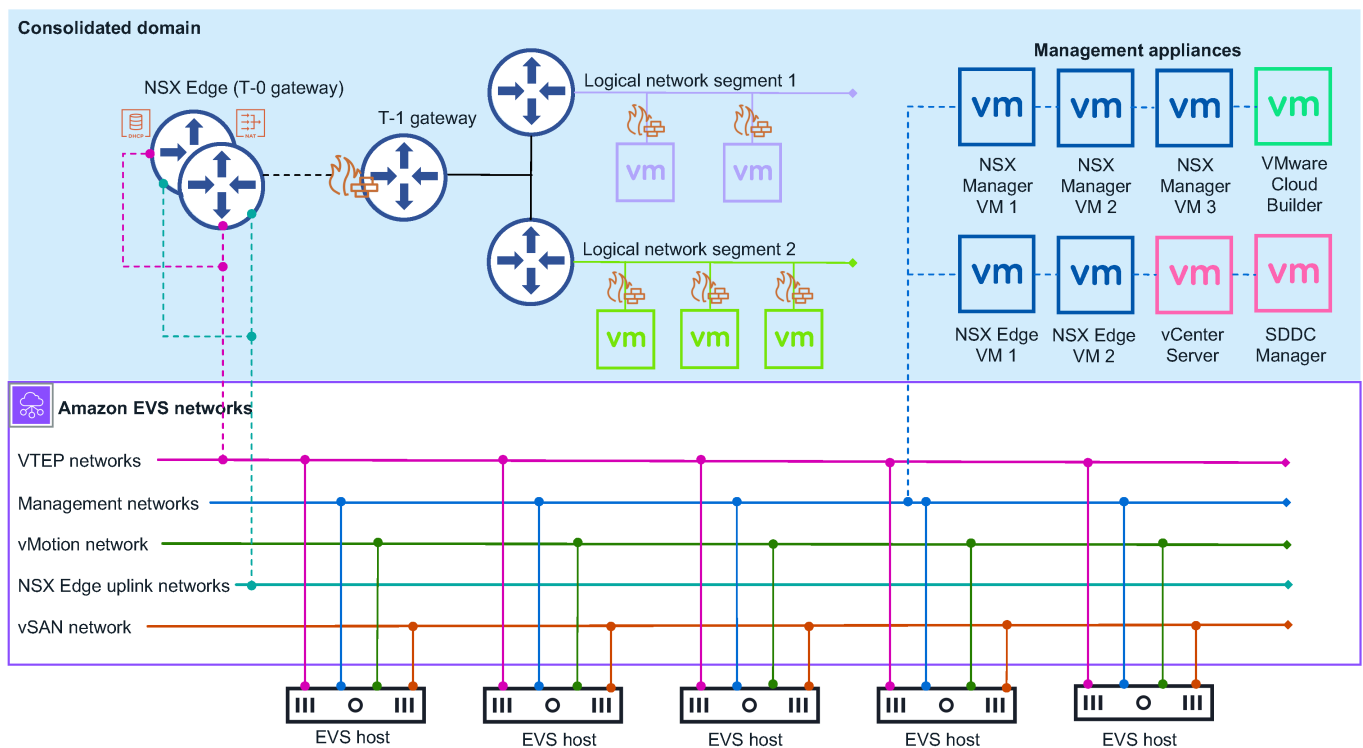 Consolidated domain
Management appliances
NSX Edge (T-0 gateway)
DHCP
NAT
T-1 gateway
Logical network segment 1
vm
vm
Logical network segment 2
vm
vm
vm
vm
vm
vm
vm
NSX
Manager
VM 1
NSX
Manager
VM 2
NSX
Manager
VM 3
VMware
Cloud
Builder
vm
vm
vm
vm
NSX Edge
VM 1
NSX Edge
VM 2
vCenter
Server
SDDC
Manager
Amazon EVS networks
VTEP networks
Management networks
vMotion network
NSX Edge uplink networks
vSAN network
EVS host
EVS host
EVS host
EVS host
EVS host